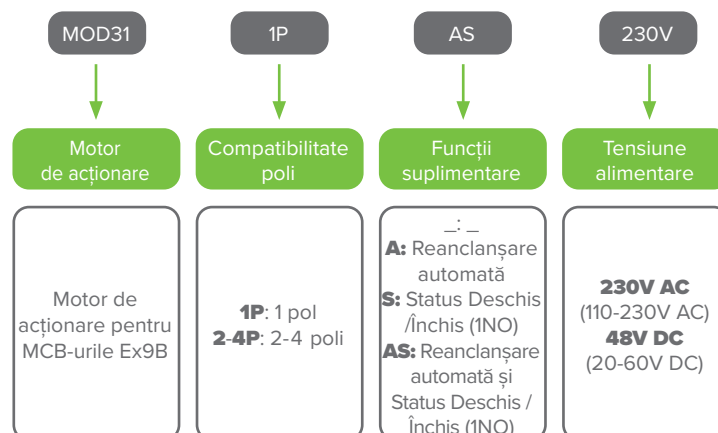 MOD31
1P
AS
230V
Motor
de acționare
Compatibilitate
poli
Funcții
suplimentare
Tensiune
alimentare
Motor de
acționare pentru
MCB-urile Ex9B
1P: 1 pol
2-4P: 2-4 poli
_: _
A: Reanclanșare
automată
S: Status Deschis
/Închis (1NO)
AS: Reanclanșare
automată și
Status Deschis /
Închis (1NO)
230V AC
(110-230V AC)
48V DC
(20-60V DC)